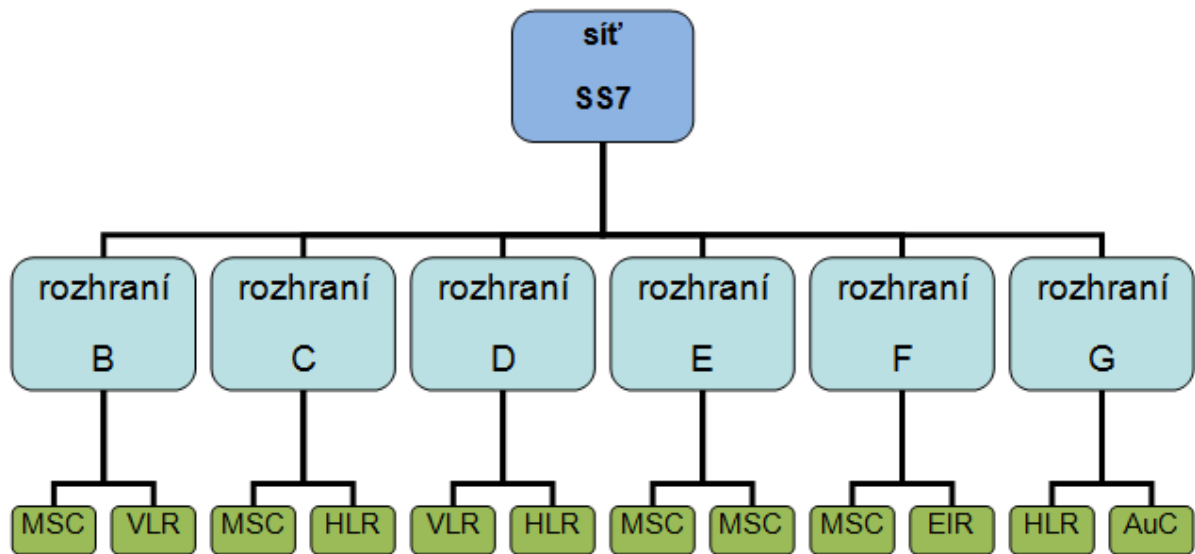 síť
SS7
rozhraní
B
rozhraní
C
rozhraní
D
rozhraní
E
rozhraní
F
rozhraní
G
MSC
VLR
MSC
HLR
VLR
HLR
MSC
MSC
MSC
EIR
HLR
AuC